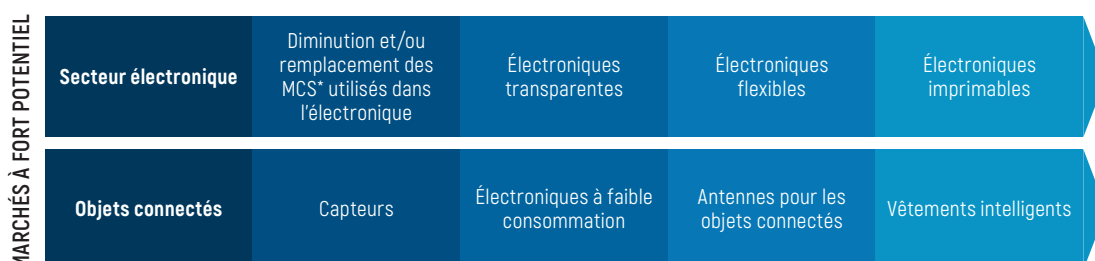 MARCHÉS À FORT POTENTIEL
Secteur électronique
Diminution et/ou
remplacement des
MCS* utilisés dans
l'électronique
Électroniques
transparentes
Électroniques
flexibles
Électroniques
imprimables
Objets connectés
Capteurs
Électroniques à faible
consommation
Antennes pour les
objets connectés
Vêtements intelligents